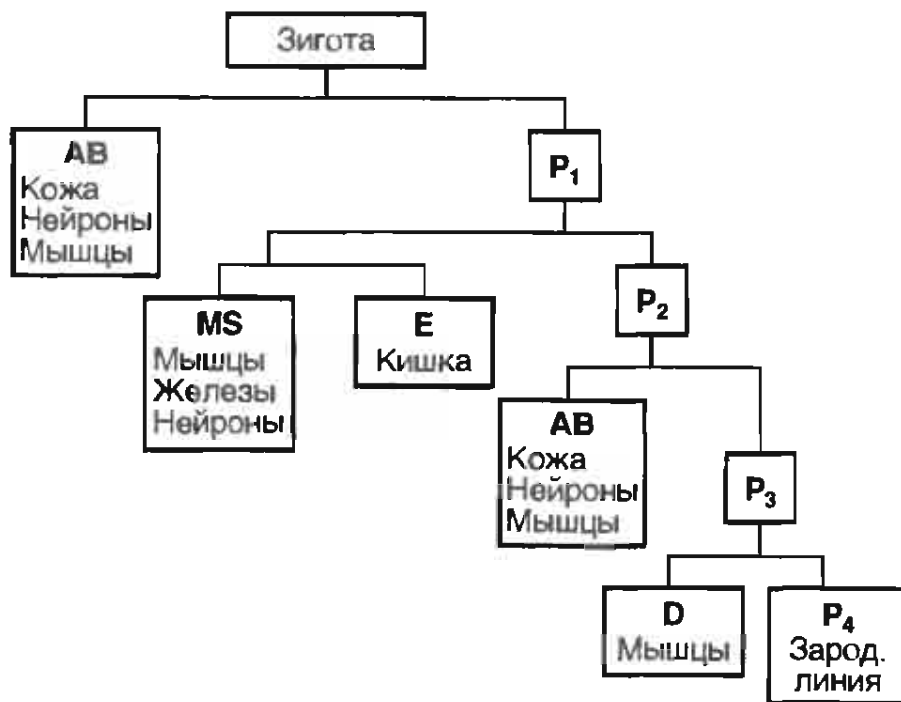 Зигота
AB
Кожа
Нейроны
Мышцы
P₁
MS
Мышцы
Железы
Нейроны
E
Кишка
P₂
AB
Кожа
Нейроны
Мышцы
P₃
D
Мышцы
P₄
Зарод.
линия